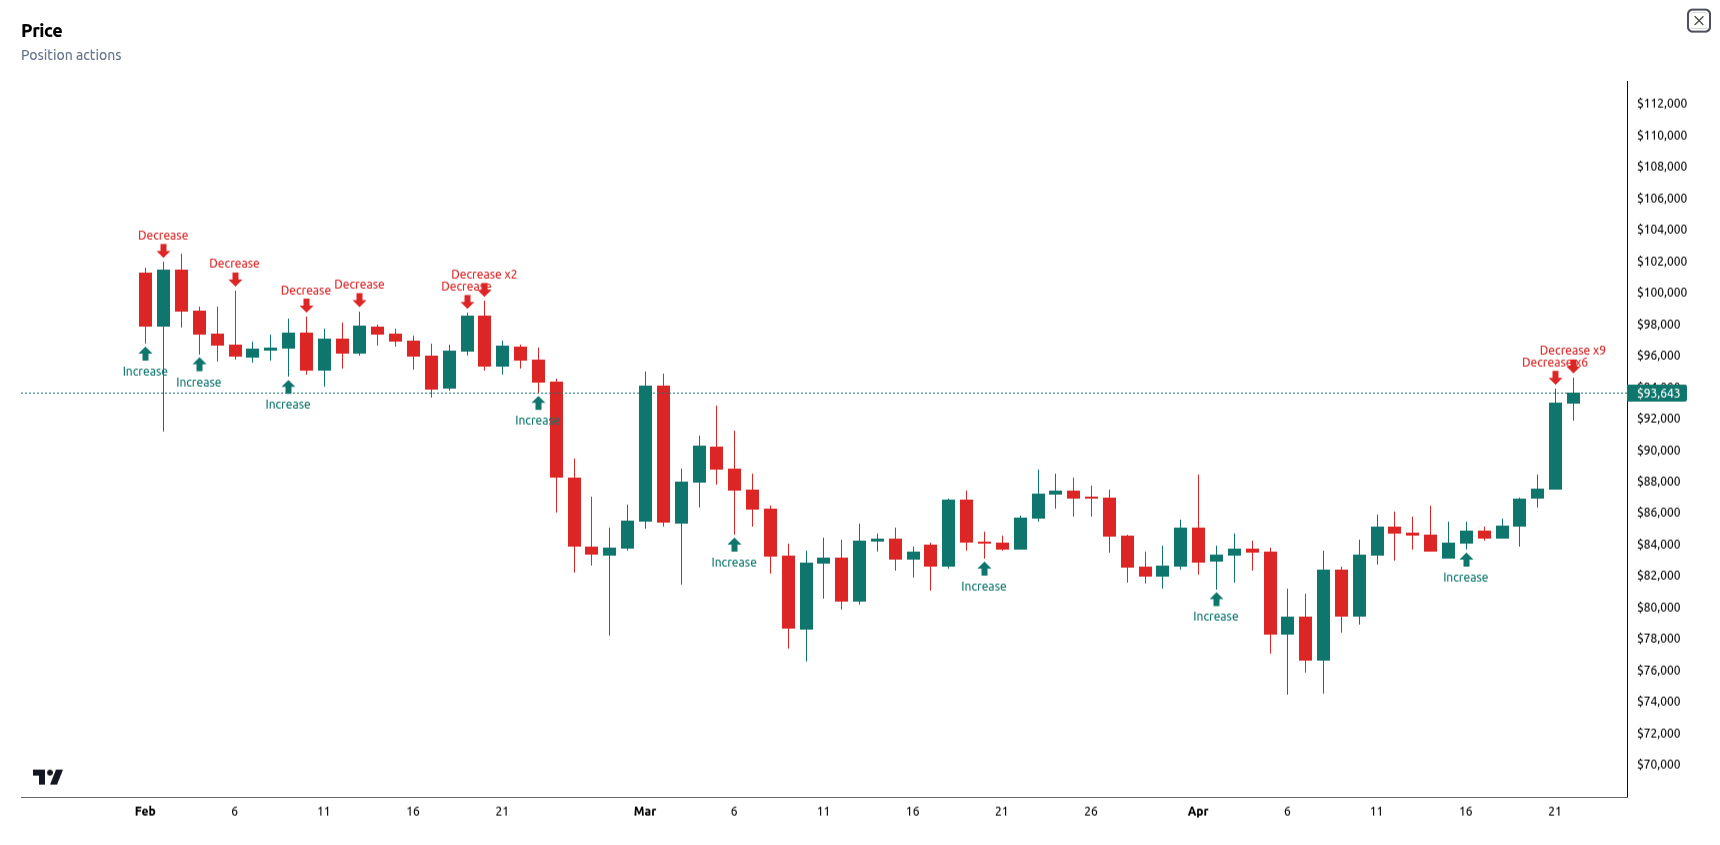 Price
Position actions
$112,000
$110,000
$108,000
$106,000
$104,000
$102,000
$100,000
$98,000
$96,000
$93,643
$92,000
$90,000
$88,000
$86,000
$84,000
$82,000
$80,000
$78,000
$76,000
$74,000
$72,000
$70,000
Decrease
Decrease
Decrease
Decrease
Decrease x2
Decrease
Decrease x9
Decrease x6
Increase
Increase
Increase
Increase
Increase
Increase
Increase
Increase
Feb 6 11 16 21 Mar 6 11 16 21 26 Apr 6 11 16 21